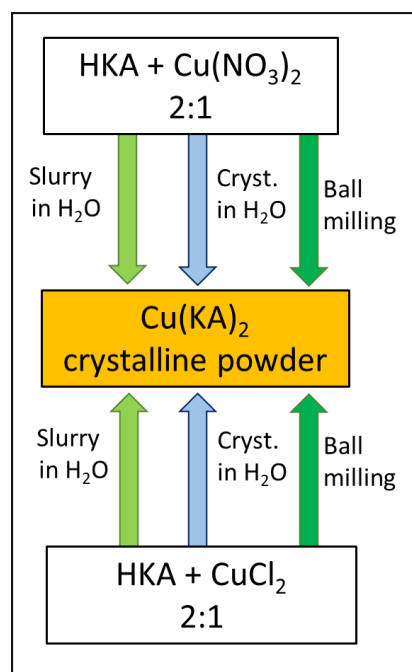 HKA + Cu(NO₃)₂
2:1
Slurry
in H₂O
Cryst.
in H₂O
Ball
milling
Cu(KA)₂
crystalline powder
Slurry
in H₂O
Cryst.
in H₂O
Ball
milling
HKA + CuCl₂
2:1